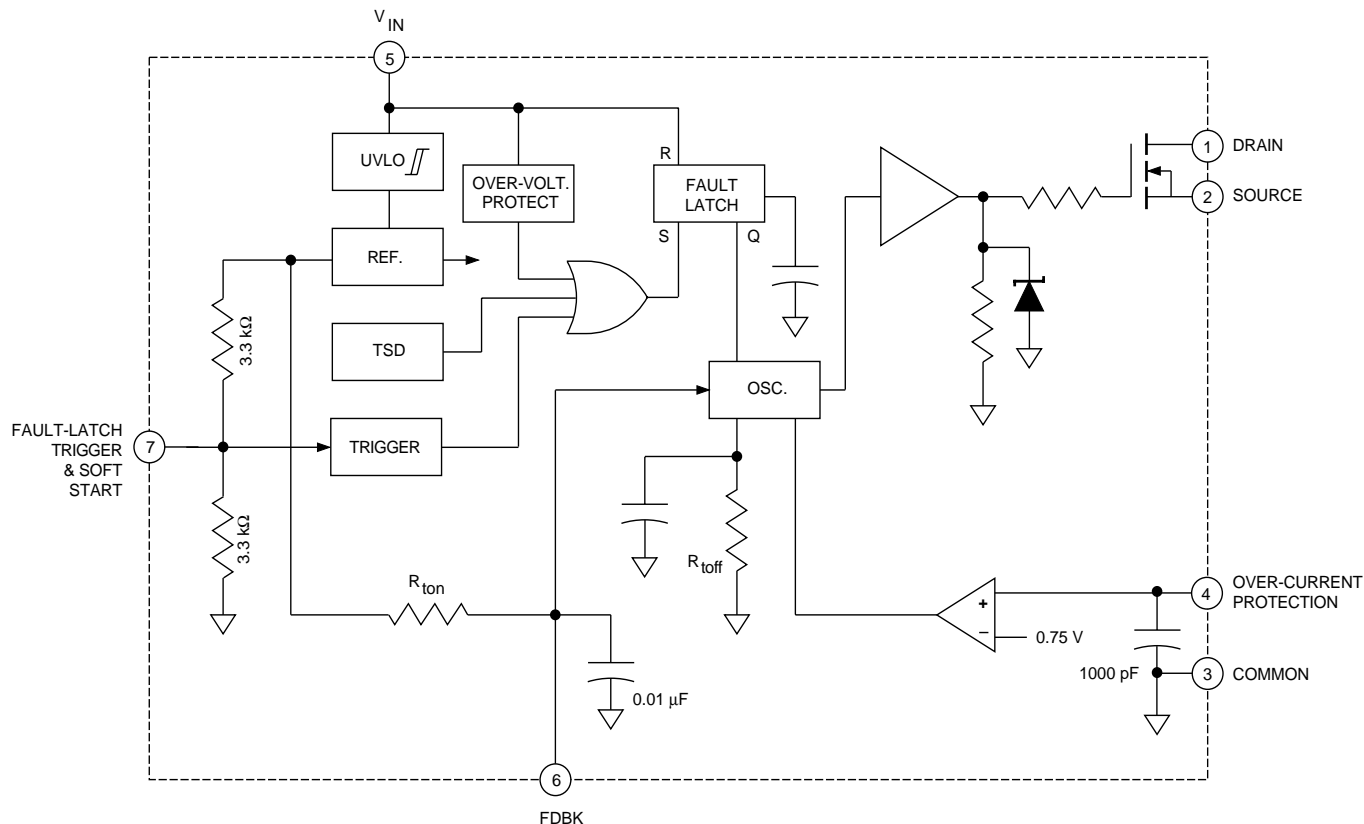 V IN
5
R
UVLO
OVER-VOLT.
PROTECT
FAULT
LATCH
1
DRAIN
2
SOURCE
S
Q
REF.
3.3 kΩ
TSD
OSC.
FAULT-LATCH
TRIGGER
& SOFT
START
7
TRIGGER
3.3 kΩ
R toff
R ton
+
–
0.75 V
4
OVER-CURRENT
PROTECTION
1000 pF
3
COMMON
0.01 µF
6
FDBK